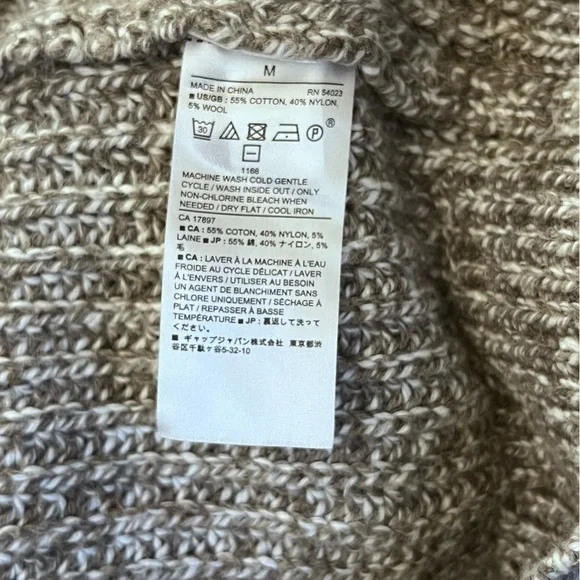 M
MADE IN CHINA RN 54023
■ US/GB : 55% COTTON, 40% NYLON,
5% WOOL
30 P ®
1168
MACHINE WASH COLD GENTLE
CYCLE / WASH INSIDE OUT / ONLY
NON-CHLORINE BLEACH WHEN
NEEDED / DRY FLAT / COOL IRON
CA 17897
■ CA : 55% COTTON, 40% NYLON, 5%
LAINE ■ JP : 55% 綿, 40% ナイロン, 5%
毛
■ CA : LAVER À LA MACHINE À L'EAU
FROIDE AU CYCLE DÉLICAT / LAVER
À L'ENVERS / UTILISER AU BESOIN
UN AGENT DE BLANCHIMENT SANS
CHLORE UNIQUEMENT / SÉCHAGE À
PLAT / REPASSER À BASSE
TEMPÉRATURE ■ JP : 裏返して洗って
ください.
■ ギャップジャパン株式会社 東京都渋
谷区千駄ヶ谷5-32-10